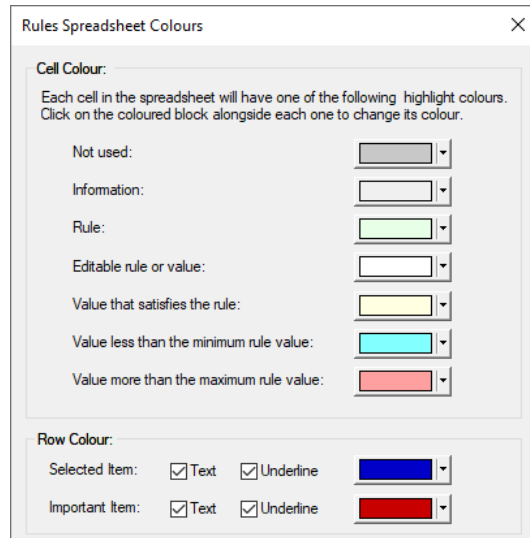 Rules Spreadsheet Colours
Cell Colour:
Each cell in the spreadsheet will have one of the following highlight colours.
Click on the coloured block alongside each one to change its colour.
Not used:
Information:
Rule:
Editable rule or value:
Value that satisfies the rule:
Value less than the minimum rule value:
Value more than the maximum rule value:
Row Colour:
Selected Item: Text Underline
Important Item: Text Underline